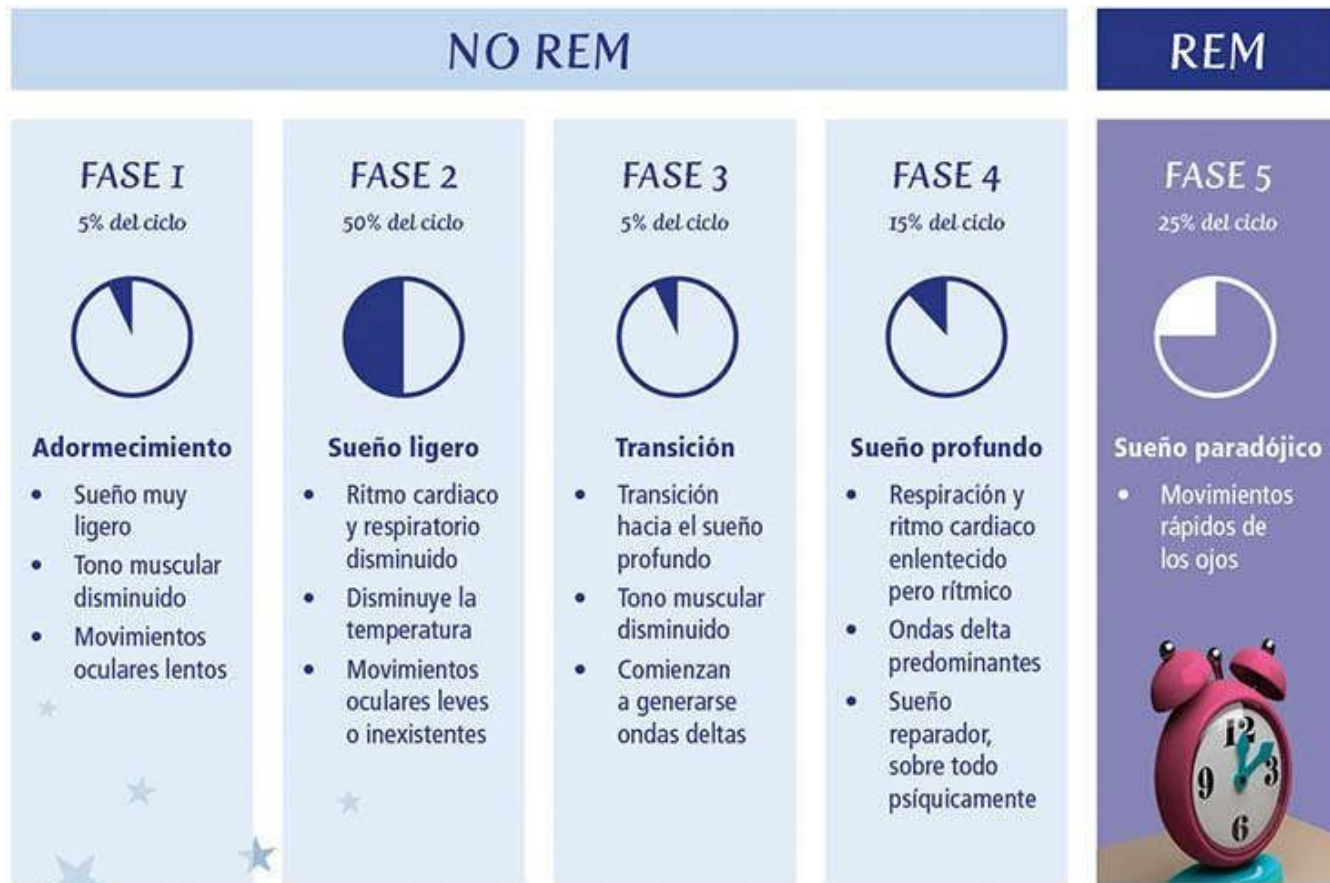 NO REM
REM
FASE 1
5% del ciclo
Adormecimiento
• Sueño muy
ligero
• Tono muscular
disminuido
• Movimientos
oculares lentos
FASE 2
50% del ciclo
Sueño ligero
• Ritmo cardiaco
y respiratorio
disminuido
• Disminuye la
temperatura
• Movimientos
oculares leves
o inexistentes
FASE 3
5% del ciclo
Transición
• Transición
hacia el sueño
profundo
• Tono muscular
disminuido
• Comienzan
a generarse
ondas deltas
FASE 4
15% del ciclo
Sueño profundo
• Respiración y
ritmo cardiaco
enlentecido
pero rítmico
• Ondas delta
predominantes
• Sueño
reparador,
sobre todo
psíquicamente
FASE 5
25% del ciclo
Sueño paradójico
• Movimientos
rápidos de
los ojos
12
9 3
6